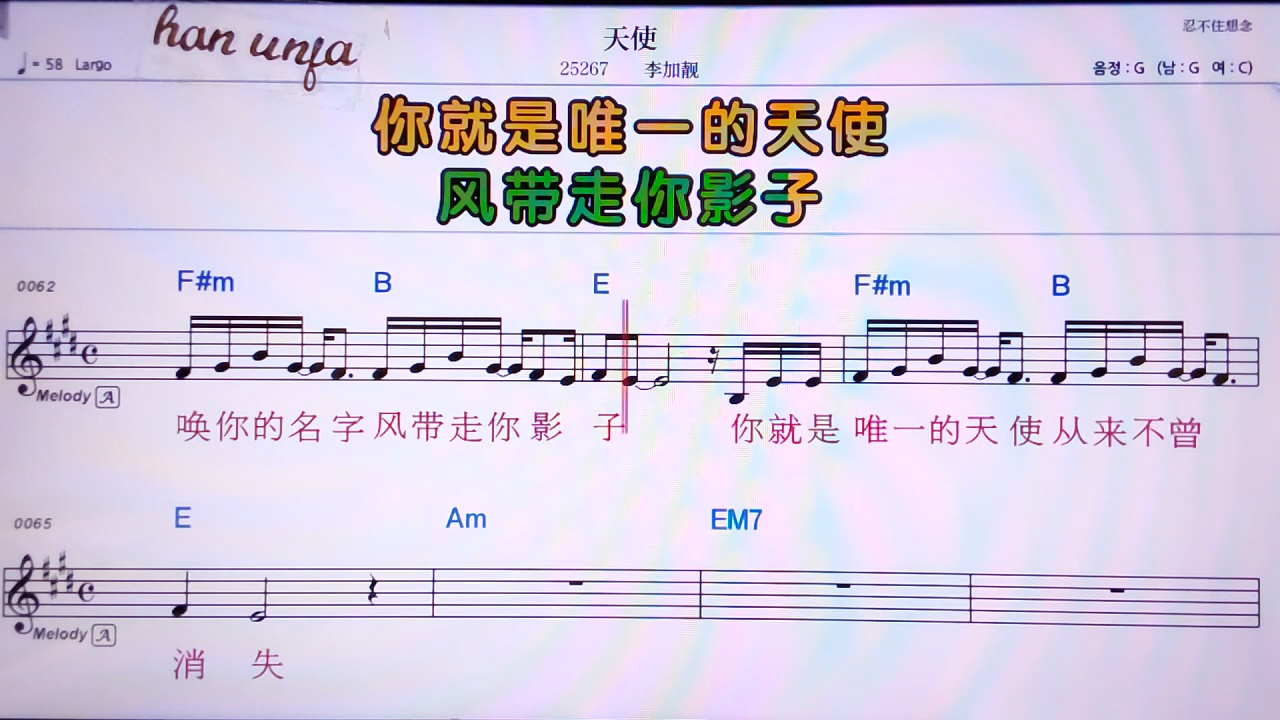 han unja
天使
忍不住想念
♩= 58 Largo
25267 李加靓
음정 : G (남 : G 여 : C)
你就是唯一的天使
风带走你影子
0062
F#m B E F#m B
Melody A
唤你的名字风带走你影子 你就是唯一的天使从来不曾
0065
E Am EM7
Melody A
消失